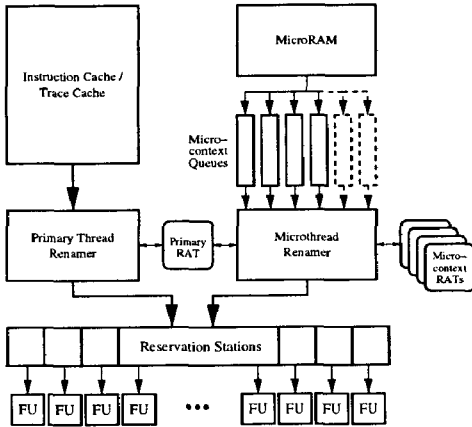 Instruction Cache /
Trace Cache
MicroRAM
Micro-
context
Queues
Primary Thread
Renamer
Primary
RAT
Microthread
Renamer
Micro-
context
RATs
Reservation Stations
FU FU FU FU ••• FU FU FU FU